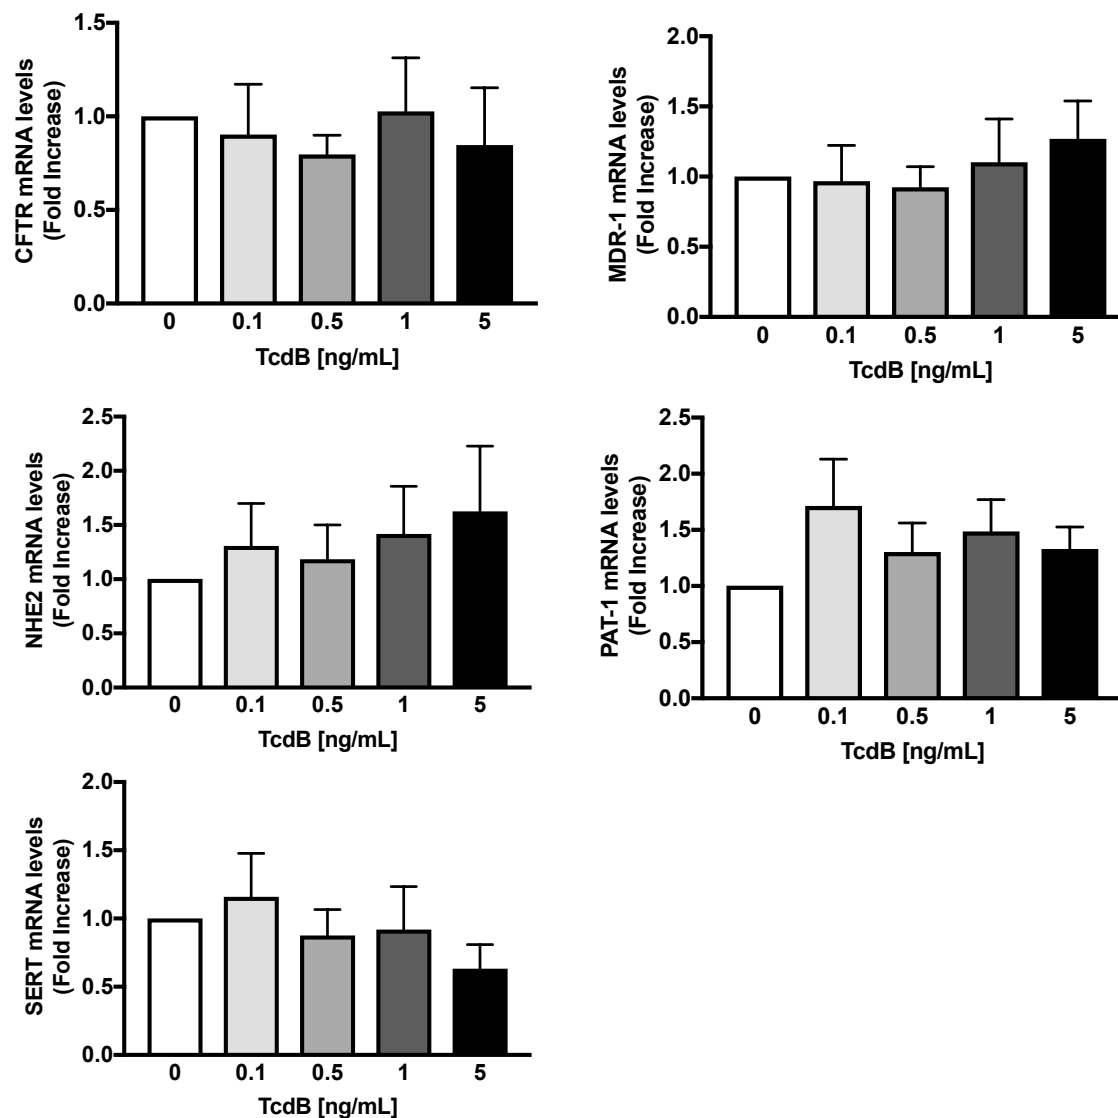 CFTR mRNA levels
(Fold Increase)
1.5
1.0
0.5
0.0
0 0.1 0.5 1 5
TcdB [ng/mL]
MDR-1 mRNA levels
(Fold Increase)
2.0
1.5
1.0
0.5
0.0
0 0.1 0.5 1 5
TcdB [ng/mL]
NHE2 mRNA levels
(Fold Increase)
2.5
2.0
1.5
1.0
0.5
0.0
0 0.1 0.5 1 5
TcdB [ng/mL]
PAT-1 mRNA levels
(Fold Increase)
2.5
2.0
1.5
1.0
0.5
0.0
0 0.1 0.5 1 5
TcdB [ng/mL]
SERT mRNA levels
(Fold Increase)
2.0
1.5
1.0
0.5
0.0
0 0.1 0.5 1 5
TcdB [ng/mL]